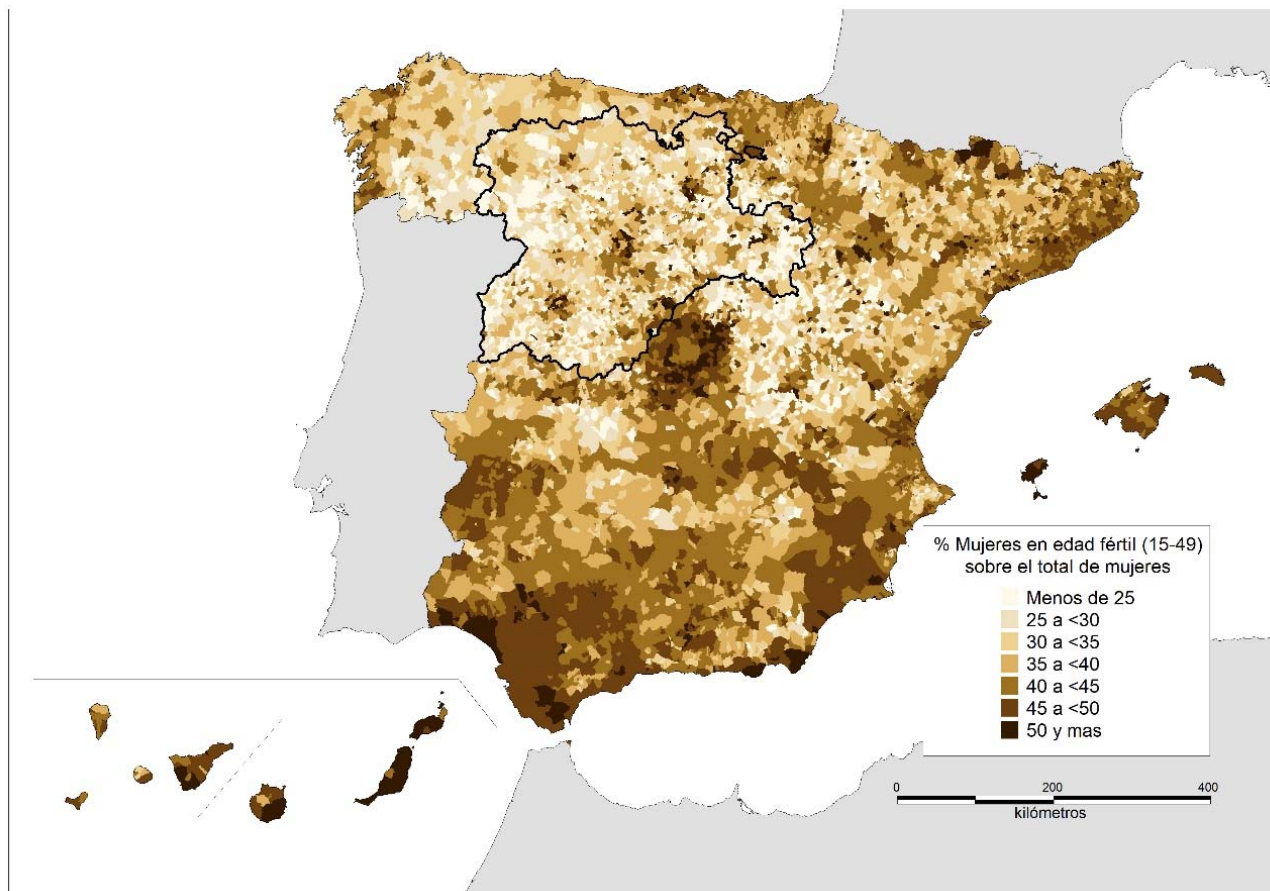 % Mujeres en edad fértil (15-49)
sobre el total de mujeres
Menos de 25
25 a <30
30 a <35
35 a <40
40 a <45
45 a <50
50 y mas
0 200 400
kilómetros